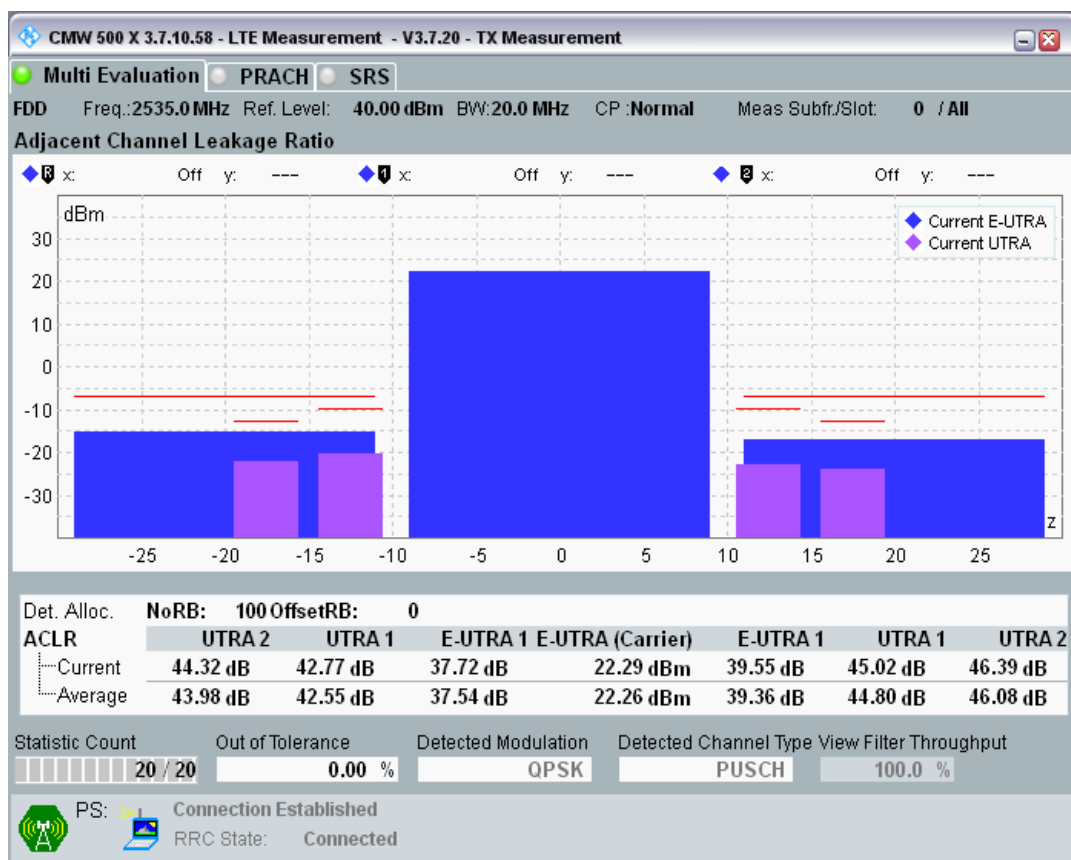 CMW 500 X 3.7.10.58 - LTE Measurement - V3.7.20 - TX Measurement
Multi Evaluation PRACH SRS
FDD Freq.:2535.0 MHz Ref. Level: 40.00 dBm BW:20.0 MHz CP :Normal Meas Subfr./Slot: 0 / All
Adjacent Channel Leakage Ratio
R x: Off y: --- 1 x: Off y: --- 2 x: Off y: ---
dBm
Current E-UTRA
Current UTRA
30
20
10
0
-10
-20
-30
z
-25 -20 -15 -10 -5 0 5 10 15 20 25
Det. Alloc. NoRB: 100 OffsetRB: 0
ACLR UTRA 2 UTRA 1 E-UTRA 1 E-UTRA (Carrier) E-UTRA 1 UTRA 1 UTRA 2
Current 44.32 dB 42.77 dB 37.72 dB 22.29 dBm 39.55 dB 45.02 dB 46.39 dB
Average 43.98 dB 42.55 dB 37.54 dB 22.26 dBm 39.36 dB 44.80 dB 46.08 dB
Statistic Count Out of Tolerance Detected Modulation Detected Channel Type View Filter Throughput
20 / 20 0.00 % QPSK PUSCH 100.0 %
PS: Connection Established
RRC State: Connected